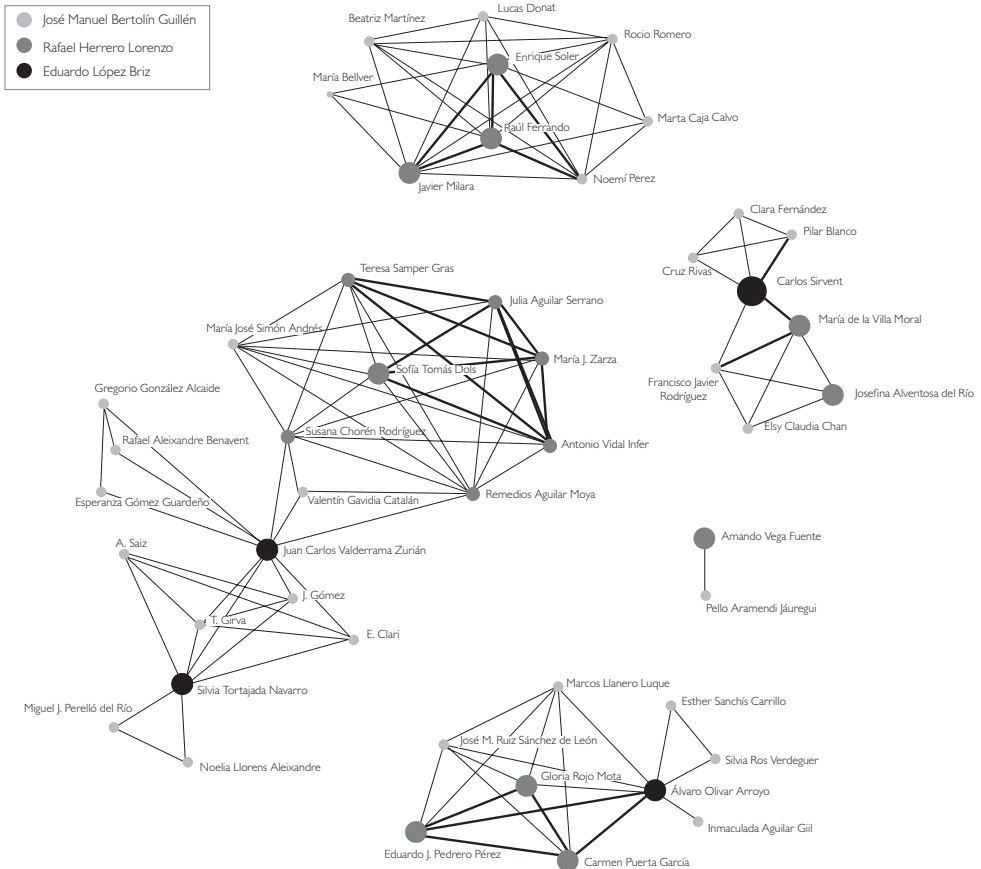 José Manuel Bertolín Guillén
Rafael Herrero Lorenzo
Eduardo López Briz
Lucas Donat
Beatriz Martínez
Rocio Romero
Enrique Soler
María Bellver
Marta Caja Calvo
Raúl Ferrando
Noemí Perez
Javier Milara
Clara Fernández
Pilar Blanco
Cruz Rivas
Carlos Sirvent
María de la Villa Moral
Francisco Javier
Rodríguez
Josefina Alventosa del Río
Elsy Claudia Chan
Teresa Samper Gras
Julia Aguilar Serrano
María José Simón Andrés
María J. Zarza
Sofía Tomás Dols
Gregorio González Alcaide
Susana Chorén Rodríguez
Rafael Aleixandre Benavent
Antonio Vidal Infer
Esperanza Gómez Guardeño
Valentín Gavidia Catalán
Remedios Aguilar Moya
Juan Carlos Valderrama Zurián
A. Saiz
J. Gómez
T. Girva
E. Clari
Silvia Tortajada Navarro
Miguel J. Perelló del Río
Noelia Llorens Aleixandre
Amando Vega Fuente
Pello Aramendi Jáuregui
Marcos Llanero Luque
Esther Sanchís Carrillo
José M. Ruiz Sánchez de León
Silvia Ros Verdeguer
Gloria Rojo Mota
Álvaro Olivar Arroyo
Inmaculada Aguilar Giil
Eduardo J. Pedrero Pérez
Carmen Puerta García